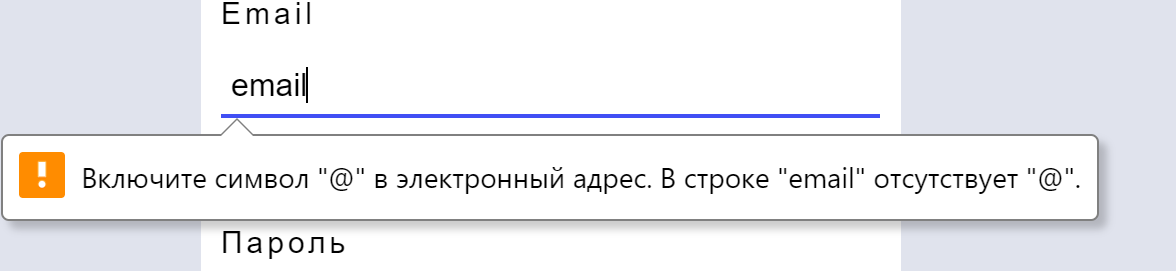 Email
email
Включите символ "@" в электронный адрес. В строке "email" отсутствует "@".
Пароль